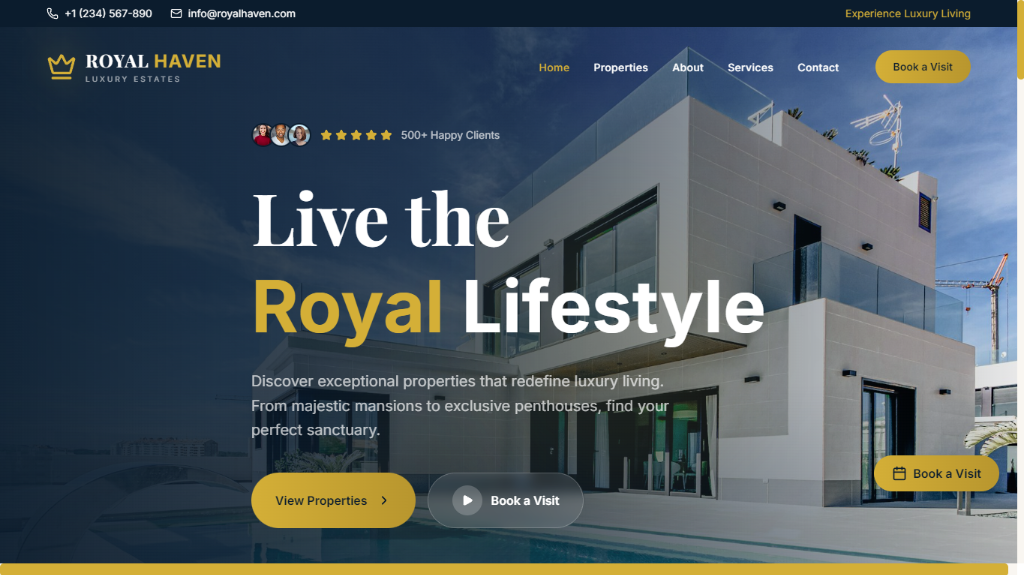 +1 (234) 567-890 info@royalhaven.com Experience Luxury Living
ROYAL HAVEN
LUXURY ESTATES
Home Properties About Services Contact Book a Visit
500+ Happy Clients
Live the
Royal Lifestyle
Discover exceptional properties that redefine luxury living.
From majestic mansions to exclusive penthouses, find your
perfect sanctuary.
View Properties Book a Visit
Book a Visit